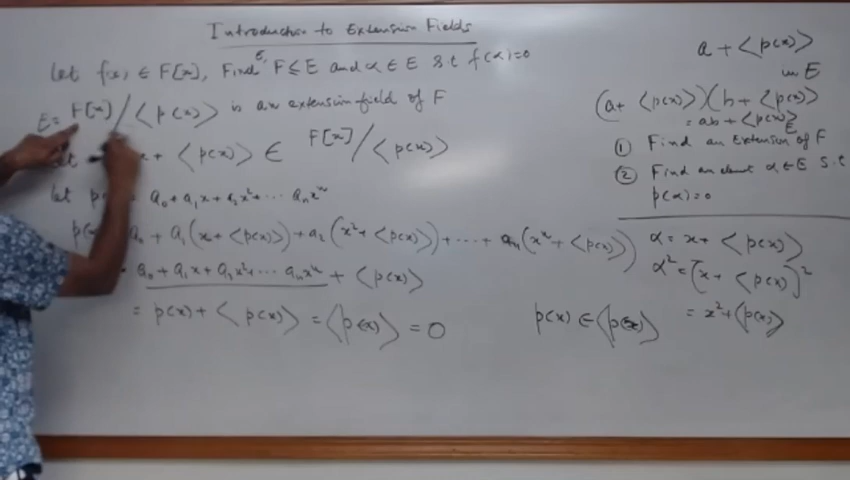 Introduction to Extension Fields
Let f(x) ∈ F[x], Find E, F ≤ E and α ∈ E s.t f(α)=0
E = F[x] / <p(x)> is an extension field of F
x + <p(x)> ∈ F[x] / <p(x)>
let = a₀ + a₁x + a₂x² + ... aₙxⁿ
a₀ + a₁(x + <p(x)>) + a₂(x² + <p(x)>) + ... + aₙ(xⁿ + <p(x)>)
= a₀ + a₁x + a₂x² + ... aₙxⁿ + <p(x)>
= p(x) + <p(x)> = <p(x)> = 0
p(x) ∈ <p(x)>
a + <p(x)>
in E
(a + <p(x)>)(b + <p(x)>)
= ab + <p(x)>
① Find an Extension E of F
② Find an element α ∈ E s.t
p(α) = 0
α = x + <p(x)>
α² = (x + <p(x)>)²
= x² + <p(x)>